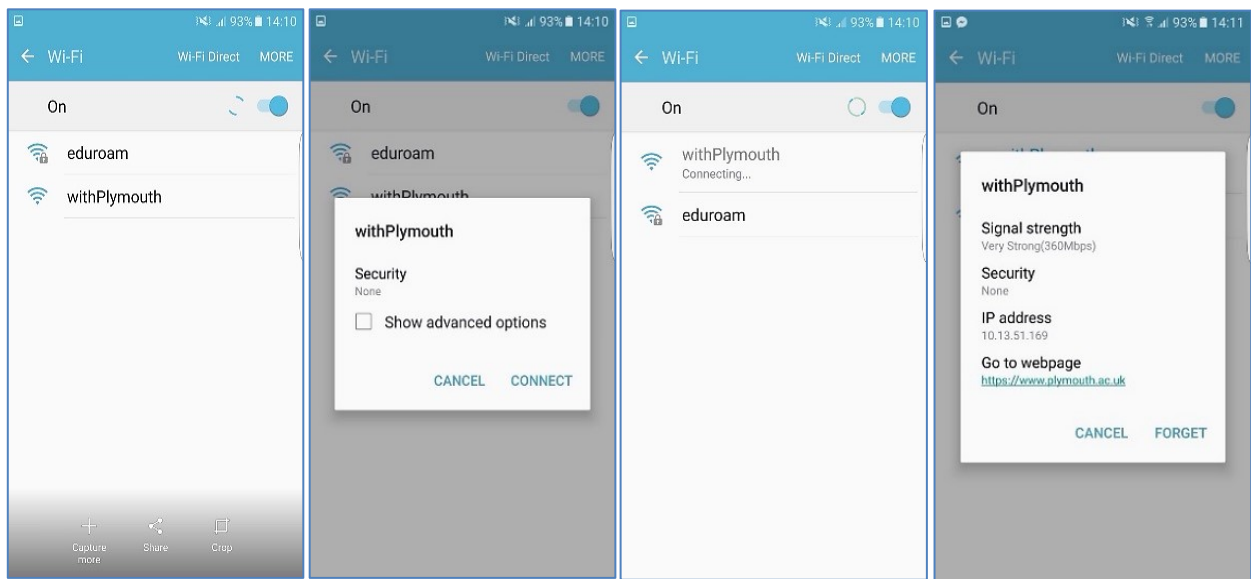 93% 14:10
Wi-Fi Wi-Fi Direct MORE
On
eduroam
withPlymouth
Capture more
Share
Crop
93% 14:10
Wi-Fi Wi-Fi Direct MORE
On
eduroam
withPlymouth
withPlymouth
Security
None
Show advanced options
CANCEL CONNECT
93% 14:10
Wi-Fi Wi-Fi Direct MORE
On
withPlymouth
Connecting...
eduroam
93% 14:11
Wi-Fi Wi-Fi Direct MORE
On
withPlymouth
Signal strength
Very Strong(360Mbps)
Security
None
IP address
10.13.51.169
Go to webpage
https://www.plymouth.ac.uk
CANCEL FORGET